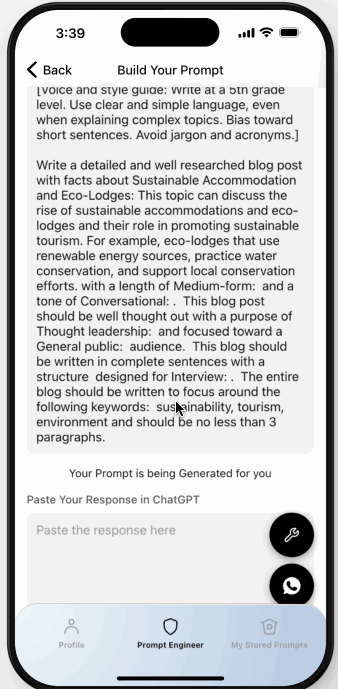 3:39
Back
Build Your Prompt
[Voice and style guide: Write at a 5th grade
level. Use clear and simple language, even
when explaining complex topics. Bias toward
short sentences. Avoid jargon and acronyms.]
Write a detailed and well researched blog post
with facts about Sustainable Accommodation
and Eco-Lodges: This topic can discuss the
rise of sustainable accommodations and eco-
lodges and their role in promoting sustainable
tourism. For example, eco-lodges that use
renewable energy sources, practice water
conservation, and support local conservation
efforts. with a length of Medium-form:  and a
tone of Conversational: .  This blog post
should be well thought out with a purpose of
Thought leadership:  and focused toward a
General public:  audience.  This blog should
be written in complete sentences with a
structure  designed for Interview: .  The entire
blog should be written to focus around the
following keywords:  sustainability, tourism,
environment and should be no less than 3
paragraphs.
Your Prompt is being Generated for you
Paste Your Response in ChatGPT
Paste the response here
Profile
Prompt Engineer
My Stored Prompts